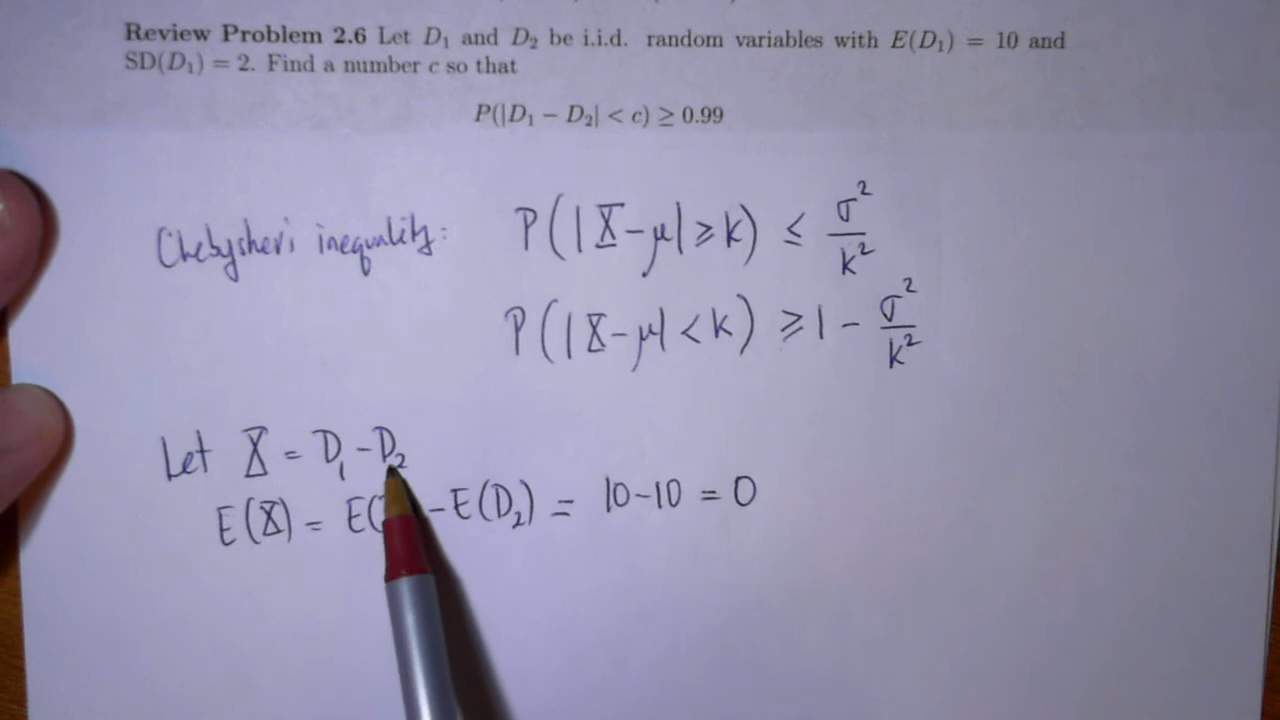 Review Problem 2.6 Let D₁ and D₂ be i.i.d. random variables with E(D₁) = 10 and
SD(D₁) = 2. Find a number c so that
P(|D₁ − D₂| < c) ≥ 0.99
Chebyshev's inequality: P(|X−μ| ≥ k) ≤ σ²/k²
P(|X−μ| < k) ≥ 1 − σ²/k²
Let X = D₁ − D₂
E(X) = E( − E(D₂) = 10−10 = 0